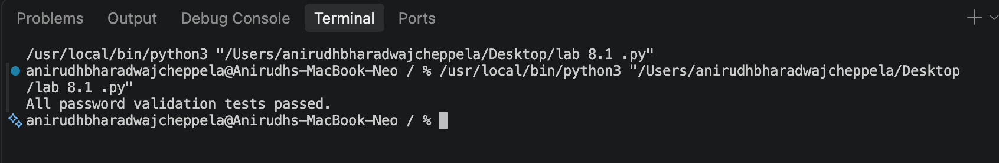 Problems Output Debug Console Terminal Ports
/usr/local/bin/python3 "/Users/anirudhbharadwajcheppela/Desktop/lab 8.1 .py"
anirudhbharadwajcheppela@Anirudhs-MacBook-Neo / % /usr/local/bin/python3 "/Users/anirudhbharadwajcheppela/Desktop
/lab 8.1 .py"
All password validation tests passed.
anirudhbharadwajcheppela@Anirudhs-MacBook-Neo / %